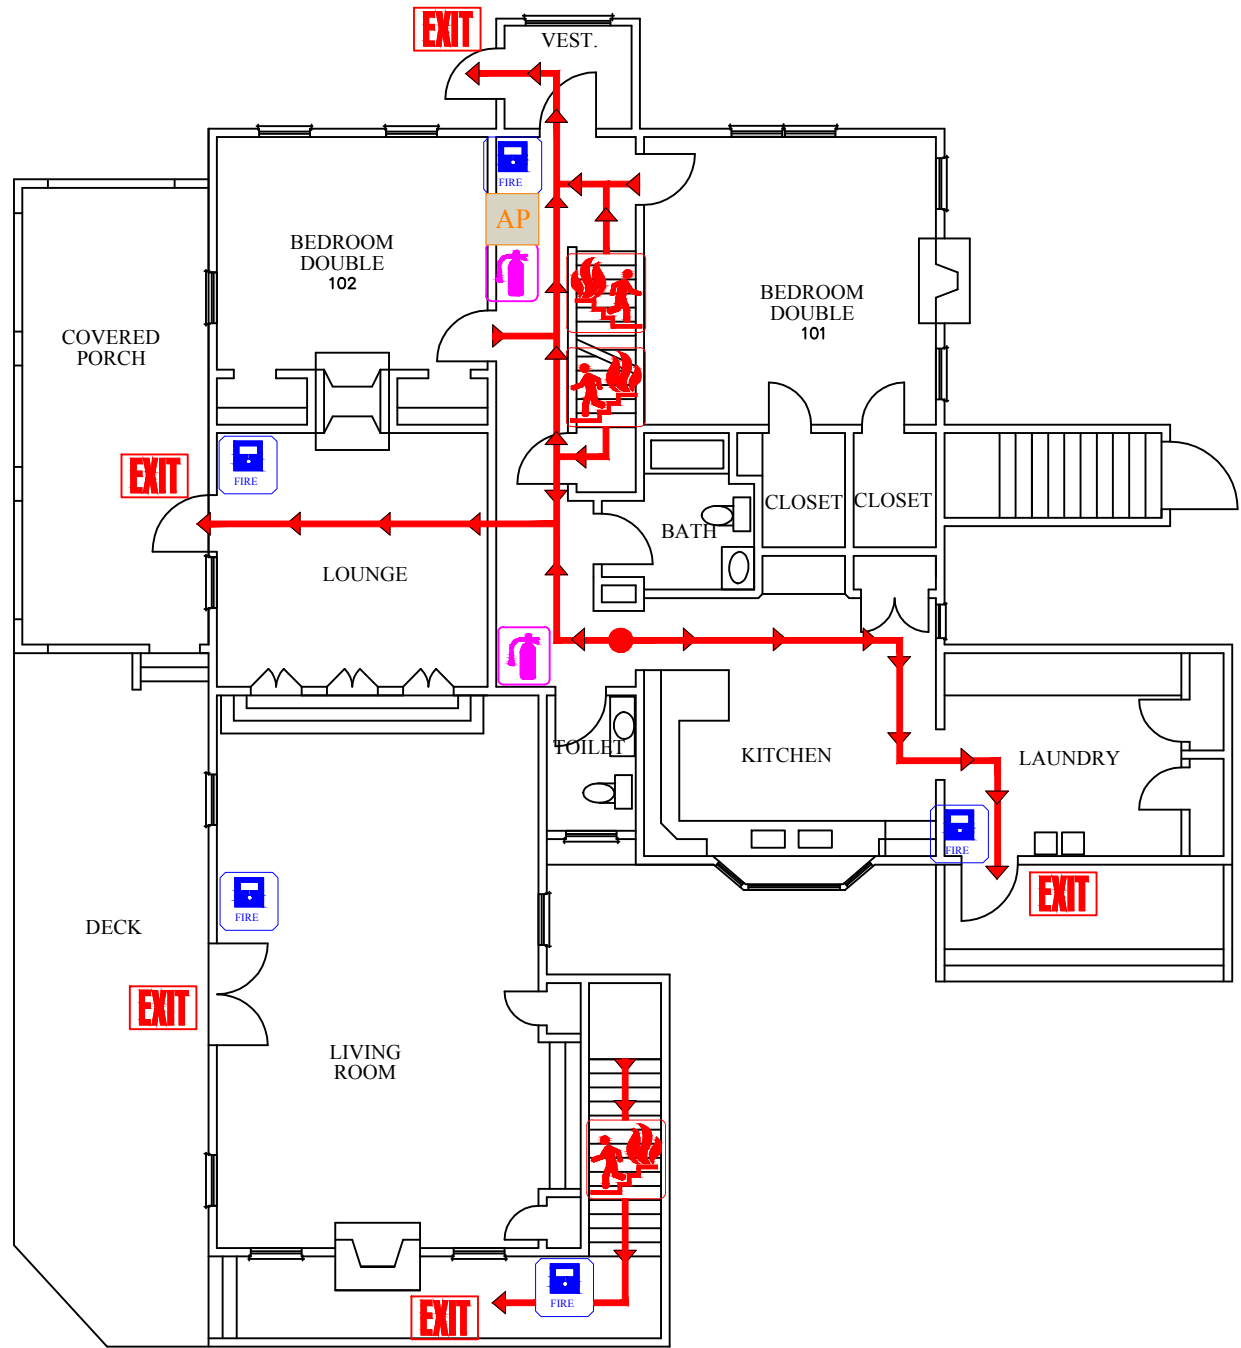 EXIT
VEST.
FIRE
AP
BEDROOM
DOUBLE
102
BEDROOM
DOUBLE
101
COVERED
PORCH
EXIT
FIRE
CLOSET
CLOSET
BATH
LOUNGE
TOILET
KITCHEN
LAUNDRY
FIRE
EXIT
FIRE
DECK
EXIT
LIVING
ROOM
FIRE
EXIT